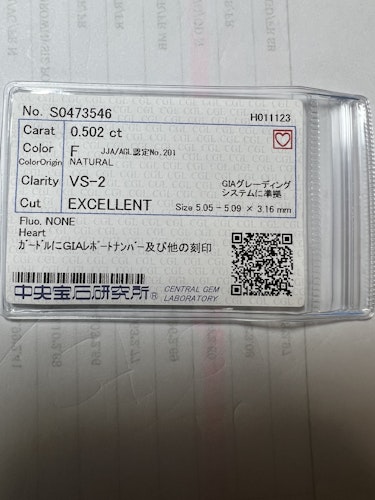 No. S0473546 H011123
Carat 0.502 ct
Color F JJA/AGL認定No.201
ColorOrigin NATURAL
Clarity VS-2 GIAグレーディング
システムに準拠
Cut EXCELLENT Size 5.05 - 5.09 × 3.16 mm
Fluo. NONE
Heart
ガードルにGIAレポートナンバー及び他の刻印
中央宝石研究所® CENTRAL GEM
LABORATORY